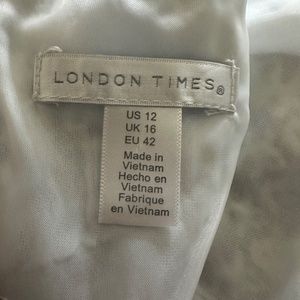 LONDON TIMES®
US 12
UK 16
EU 42
Made in
Vietnam
Hecho en
Vietnam
Fabrique
en Vietnam